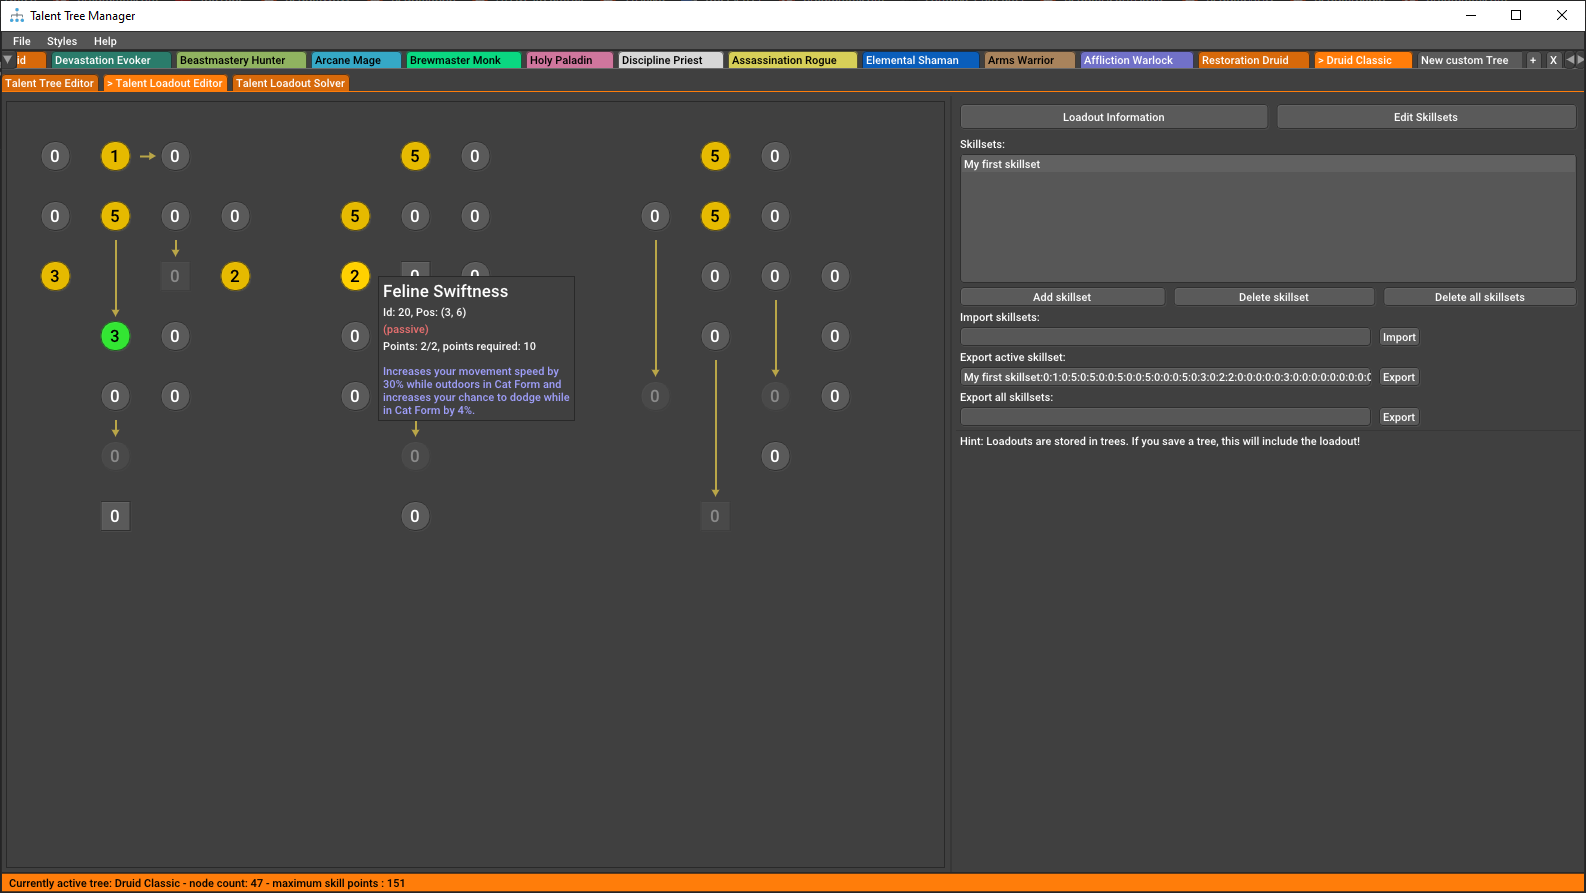 Talent Tree Manager
File Styles Help
id Devastation Evoker Beastmastery Hunter Arcane Mage Brewmaster Monk Holy Paladin Discipline Priest Assassination Rogue Elemental Shaman Arms Warrior Affliction Warlock Restoration Druid > Druid Classic New custom Tree + X
Talent Tree Editor > Talent Loadout Editor Talent Loadout Solver
Loadout Information Edit Skillsets
Skillsets:
My first skillset
0 1 0 5 0 5 0
0 5 0 0 5 0 0 0 5 0
3 0 2 2 0 0 0 0 0
Feline Swiftness
Id: 20, Pos: (3, 6)
(passive)
Points: 2/2, points required: 10
Increases your movement speed by
30% while outdoors in Cat Form and
increases your chance to dodge while
in Cat Form by 4%.
3 0 0 0 0
0 0 0 0 0 0
0 0 0
0 0 0
Add skillset Delete skillset Delete all skillsets
Import skillsets:
Import
Export active skillset:
My first skillset:0:1:0:5:0:5:0:0:5:0:0:5:0:0:0:5:0:3:0:2:2:0:0:0:0:0:3:0:0:0:0:0:0:0:0:0 Export
Export all skillsets:
Export
Hint: Loadouts are stored in trees. If you save a tree, this will include the loadout!
Currently active tree: Druid Classic - node count: 47 - maximum skill points : 151